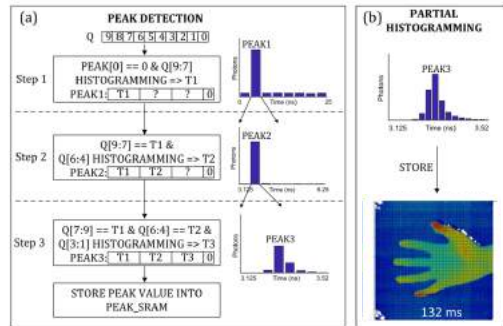 (a) PEAK DETECTION
Q 9 8 7 6 5 4 3 2 1 0
Step 1
PEAK[0] == 0 & Q[9:7]
HISTOGRAMMING => T1
PEAK1: T1 ? ? 0
PEAK1
Photons
0 Time (ns) 25
Step 2
Q[9:7] == T1 &
Q[6:4] HISTOGRAMMING => T2
PEAK2: T1 T2 ? 0
PEAK2
Photons
3.125 Time (ns) 6.25
Step 3
Q[7:9] == T1 & Q[6:4] == T2 &
Q[3:1] HISTOGRAMMING => T3
PEAK3: T1 T2 T3 0
PEAK3
Photons
3.125 Time (ns) 3.52
STORE PEAK VALUE INTO
PEAK_SRAM
(b) PARTIAL
HISTOGRAMMING
PEAK3
Photons
3.125 Time (ns) 3.52
STORE
132 ms